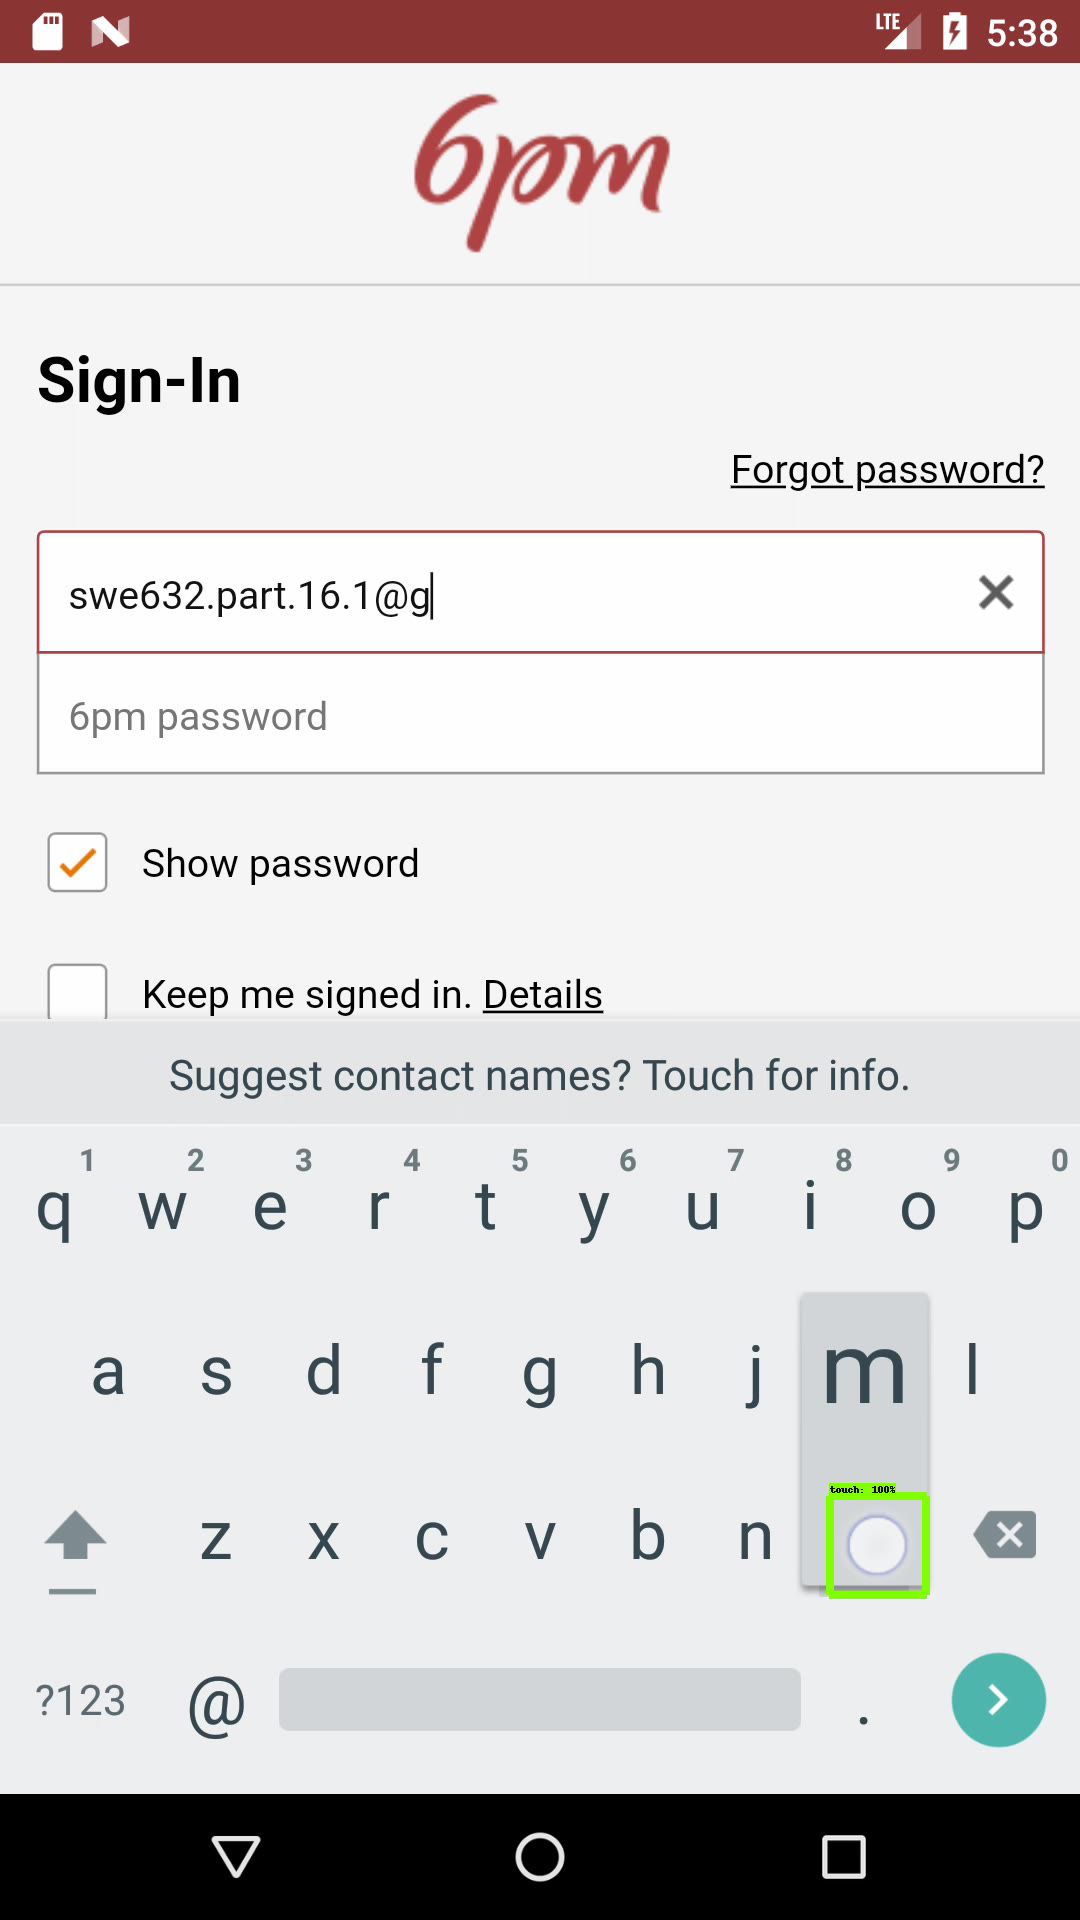 LTE 5:38
6pm
Sign-In
Forgot password?
swe632.part.16.1@g
6pm password
Show password
Keep me signed in. Details
Suggest contact names? Touch for info.
1 2 3 4 5 6 7 8 9 0
q w e r t y u i o p
a s d f g h j m l
touch: 100%
z x c v b n
?123 @ .